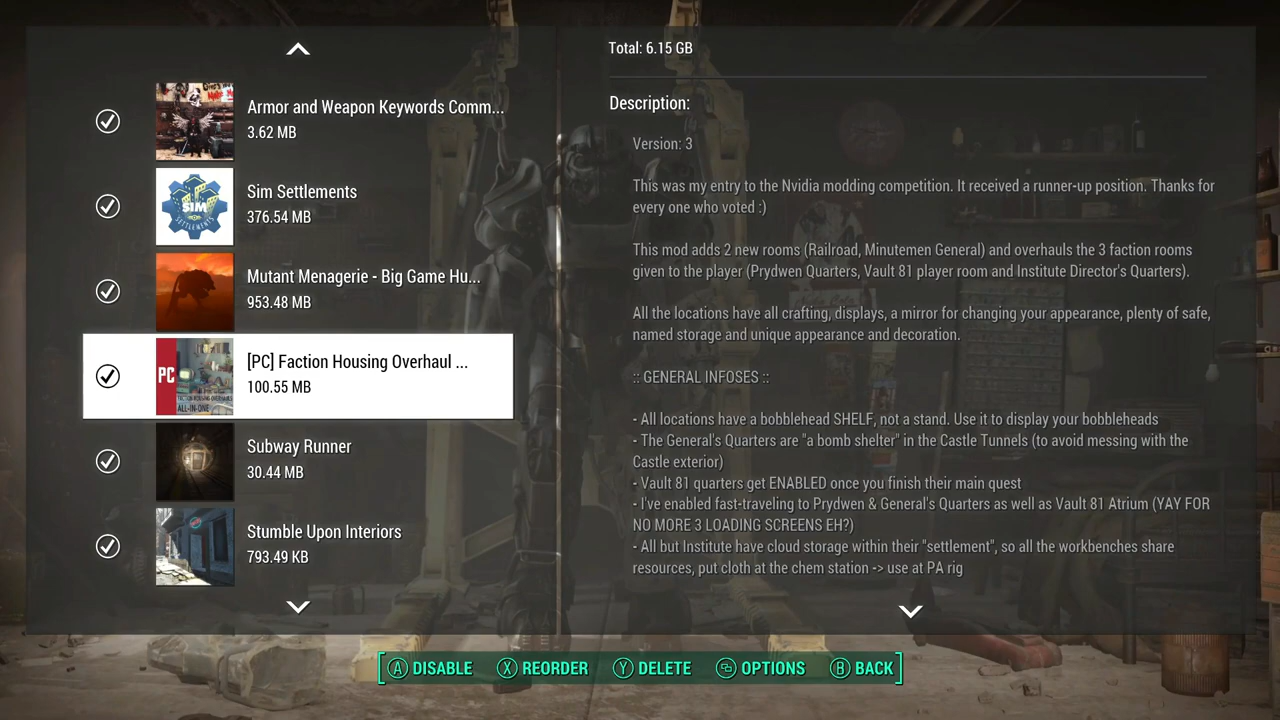 Armor and Weapon Keywords Comm...
3.62 MB
SIM
SETTLEMENTS
Sim Settlements
376.54 MB
Mutant Menagerie - Big Game Hu...
953.48 MB
PC
FACTION HOUSING OVERHAUL
ALL-IN-ONE
[PC] Faction Housing Overhaul ...
100.55 MB
Subway Runner
30.44 MB
Stumble Upon Interiors
793.49 KB
Total: 6.15 GB
Description:
Version: 3
This was my entry to the Nvidia modding competition. It received a runner-up position. Thanks for
every one who voted :)
This mod adds 2 new rooms (Railroad, Minutemen General) and overhauls the 3 faction rooms
given to the player (Prydwen Quarters, Vault 81 player room and Institute Director's Quarters).
All the locations have all crafting, displays, a mirror for changing your appearance, plenty of safe,
named storage and unique appearance and decoration.
:: GENERAL INFOSES ::
- All locations have a bobblehead SHELF, not a stand. Use it to display your bobbleheads
- The General's Quarters are "a bomb shelter" in the Castle Tunnels (to avoid messing with the
Castle exterior)
- Vault 81 quarters get ENABLED once you finish their main quest
- I've enabled fast-traveling to Prydwen & General's Quarters as well as Vault 81 Atrium (YAY FOR
NO MORE 3 LOADING SCREENS EH?)
- All but Institute have cloud storage within their "settlement", so all the workbenches share
resources, put cloth at the chem station -> use at PA rig
A DISABLE X REORDER Y DELETE OPTIONS B BACK